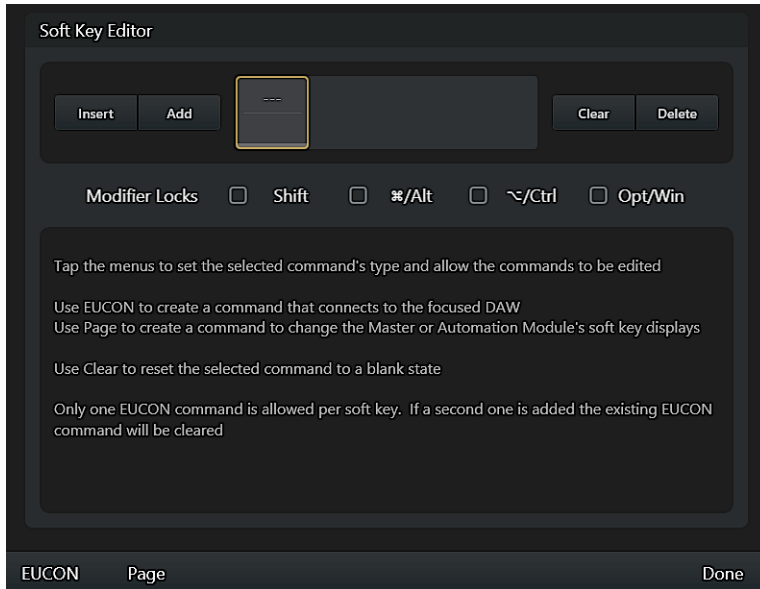 Soft Key Editor
Insert Add --- Clear Delete
Modifier Locks Shift ⌘/Alt ⌥/Ctrl Opt/Win
Tap the menus to set the selected command's type and allow the commands to be edited
Use EUCON to create a command that connects to the focused DAW
Use Page to create a command to change the Master or Automation Module's soft key displays
Use Clear to reset the selected command to a blank state
Only one EUCON command is allowed per soft key. If a second one is added the existing EUCON
command will be cleared
EUCON Page Done